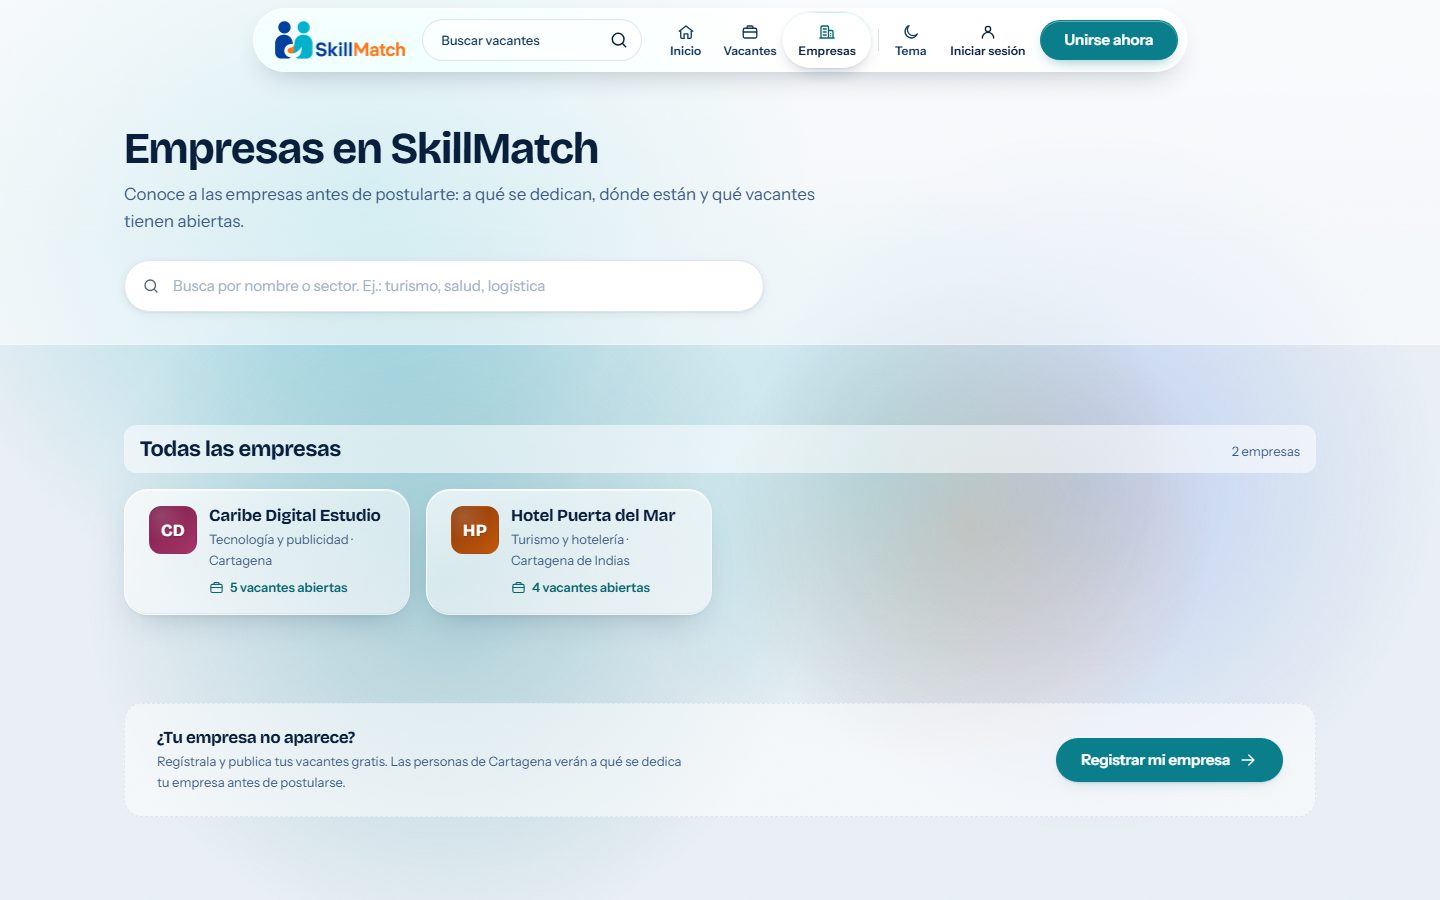 SkillMatch
Buscar vacantes
Inicio
Vacantes
Empresas
Tema
Iniciar sesión
Unirse ahora
Empresas en SkillMatch
Conoce a las empresas antes de postularte: a qué se dedican, dónde están y qué vacantes
tienen abiertas.
Busca por nombre o sector. Ej.: turismo, salud, logística
Todas las empresas
2 empresas
CD
Caribe Digital Estudio
Tecnología y publicidad ·
Cartagena
5 vacantes abiertas
HP
Hotel Puerta del Mar
Turismo y hotelería ·
Cartagena de Indias
4 vacantes abiertas
¿Tu empresa no aparece?
Regístrala y publica tus vacantes gratis. Las personas de Cartagena verán a qué se dedica
tu empresa antes de postularse.
Registrar mi empresa